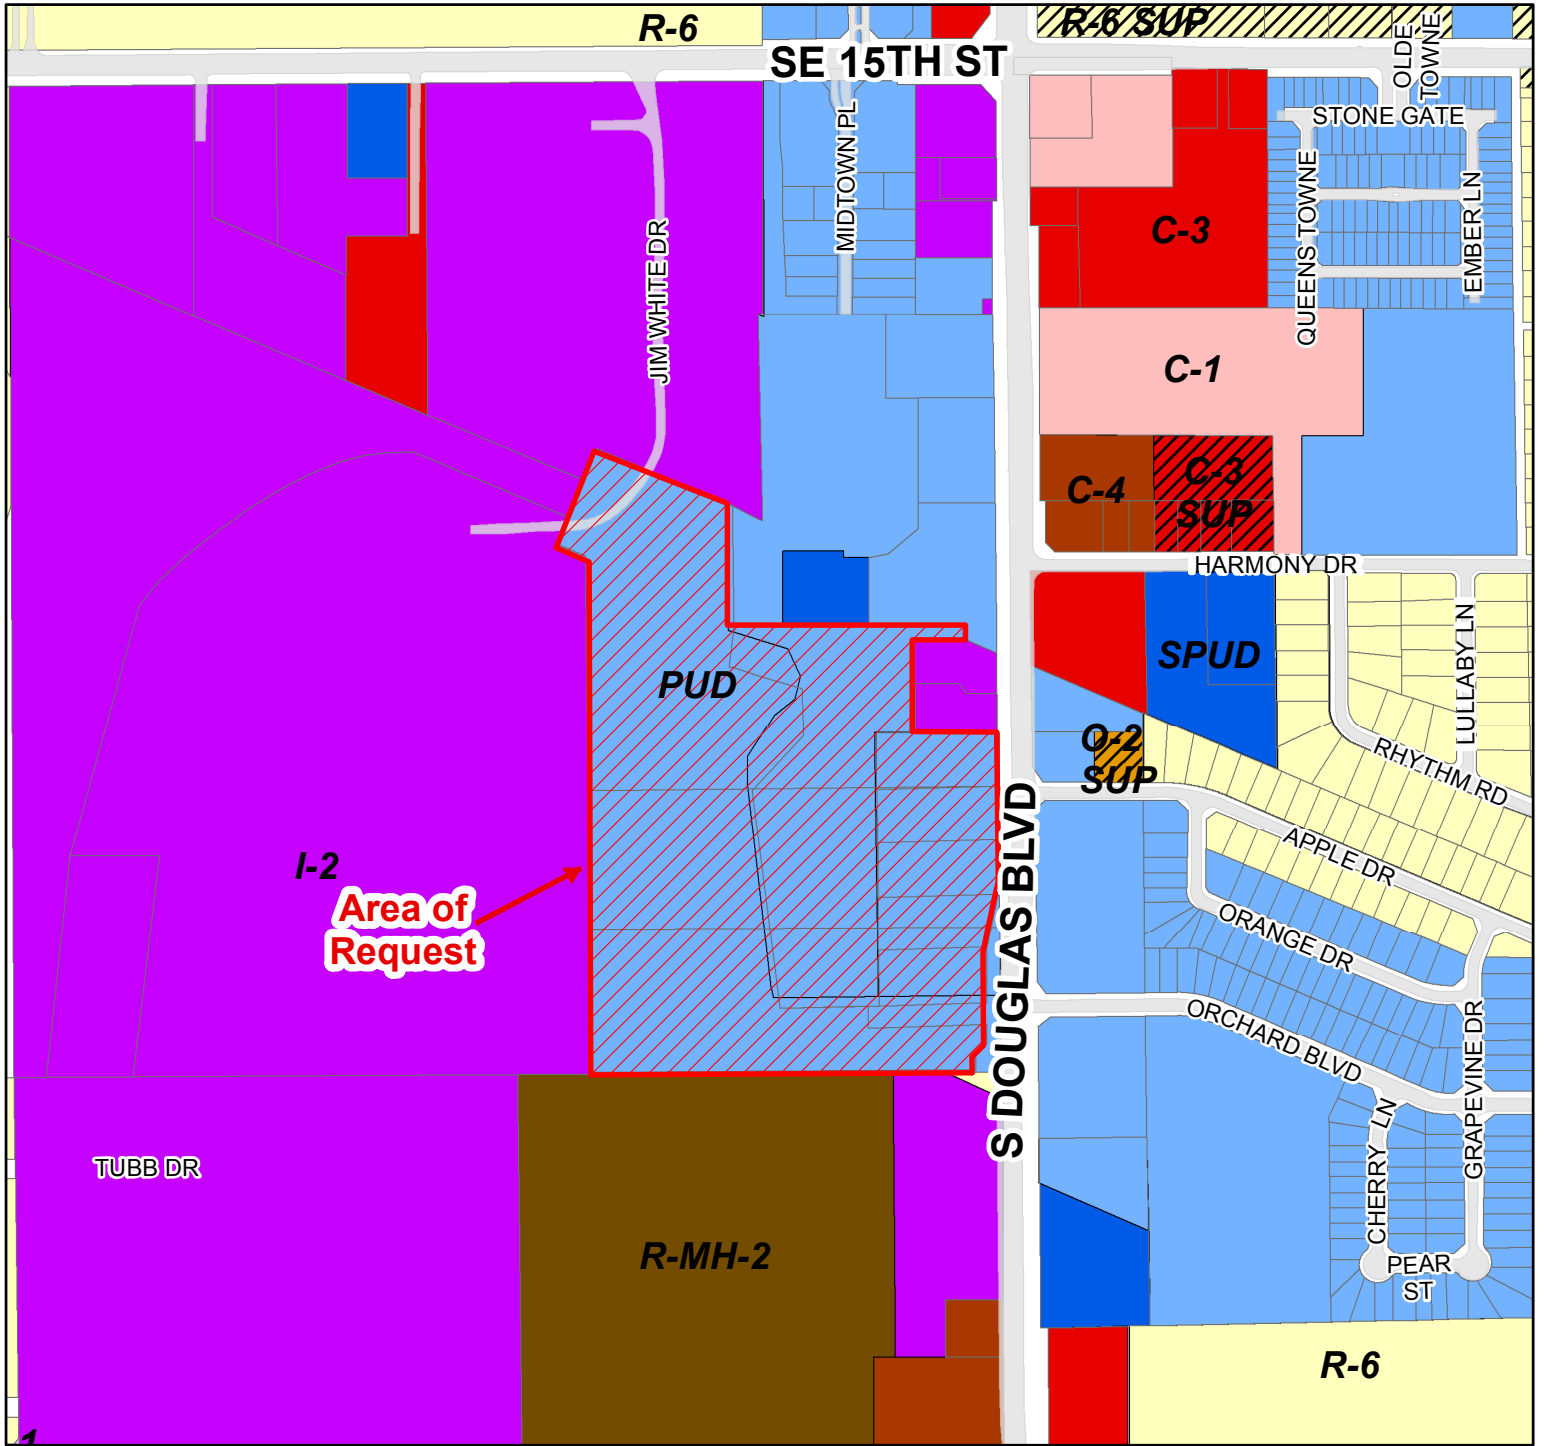 R-6
R-6 SUP
OLDE
TOWNE
SE 15TH ST
STONE GATE
MIDTOWN PL
QUEENS TOWNE
EMBER LN
JIM WHITE DR
C-3
C-1
C-4
C-3
SUP
HARMONY DR
PUD
SPUD
LULLABY LN
O-2
SUP
RHYTHM RD
S DOUGLAS BLVD
APPLE DR
I-2
Area of
Request
ORANGE DR
ORCHARD BLVD
GRAPEVINE DR
CHERRY LN
TUBB DR
R-MH-2
PEAR
ST
R-6
1